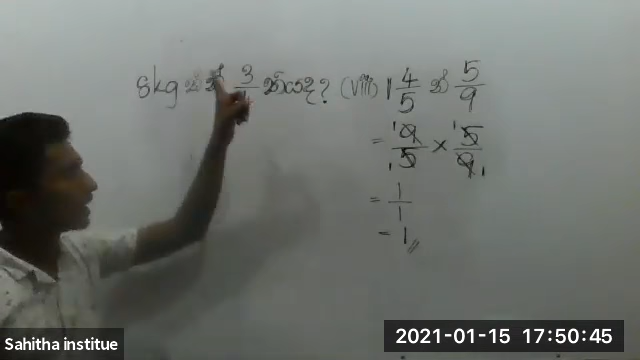 8kg න් 3/ක් කීයද? (viii) 1 4/5 න් 5/9
= 9/5 × 5/9
= 1/1
= 1
Sahitha institue
2021-01-15 17:50:45